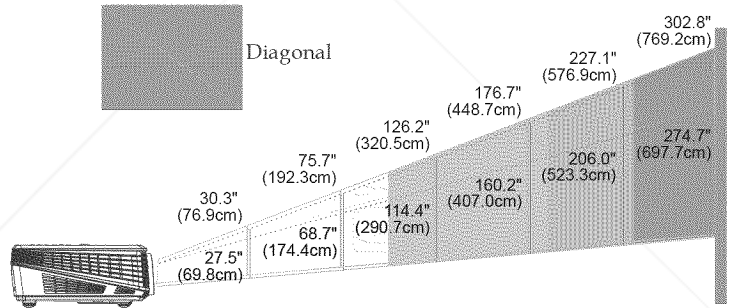 302.8"
(769.2cm)
Diagonal
227.1"
(576.9cm)
176.7"
(448.7cm)
126.2"
(320.5cm)
75.7"
(192.3cm)
30.3"
(76.9cm)
274.7"
(697.7cm)
206.0"
(523.3cm)
160.2"
(407.0cm)
114.4"
(290.7cm)
68.7"
(174.4cm)
27.5"
(69.8cm)